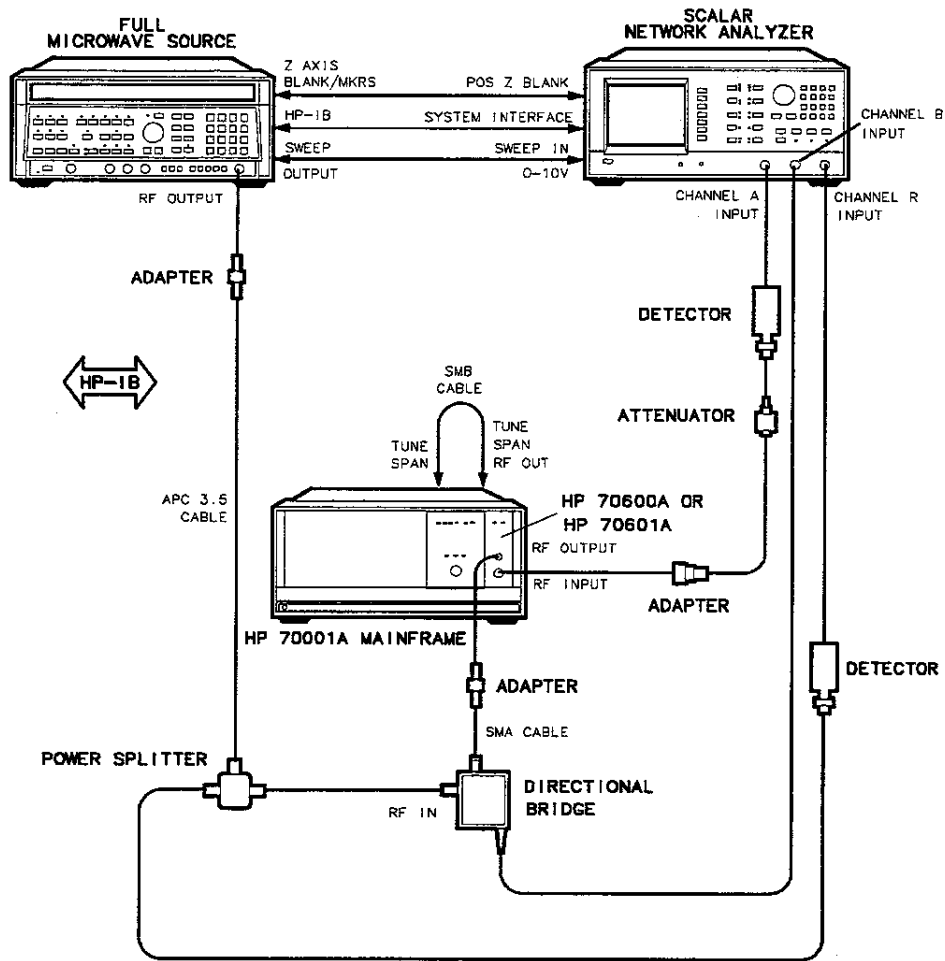 FULL
MICROWAVE SOURCE
SCALAR
NETWORK ANALYZER
Z AXIS
BLANK/MKRS
POS Z BLANK
HP-IB
SYSTEM INTERFACE
SWEEP
OUTPUT
SWEEP IN
0-10V
CHANNEL B
INPUT
RF OUTPUT
CHANNEL A
INPUT
CHANNEL R
INPUT
ADAPTER
DETECTOR
HP-IB
SMB
CABLE
ATTENUATOR
TUNE
SPAN
TUNE
SPAN
RF OUT
APC 3.5
CABLE
HP 70600A OR
HP 70601A
RF OUTPUT
RF INPUT
ADAPTER
HP 70001A MAINFRAME
DETECTOR
ADAPTER
SMA CABLE
POWER SPLITTER
RF IN
DIRECTIONAL
BRIDGE